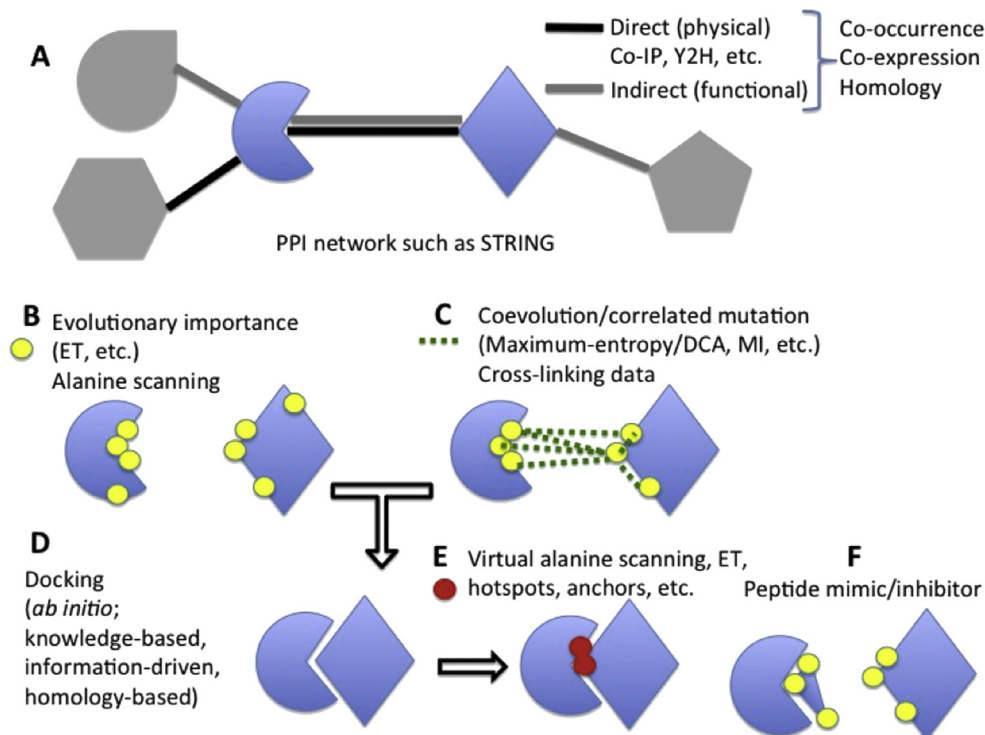 A
Direct (physical)
Co-IP, Y2H, etc.
Indirect (functional)
Co-occurrence
Co-expression
Homology
PPI network such as STRING
B
Evolutionary importance
(ET, etc.)
Alanine scanning
C
Coevolution/correlated mutation
(Maximum-entropy/DCA, MI, etc.)
Cross-linking data
D
Docking
(ab initio;
knowledge-based,
information-driven,
homology-based)
E
Virtual alanine scanning, ET,
hotspots, anchors, etc.
F
Peptide mimic/inhibitor